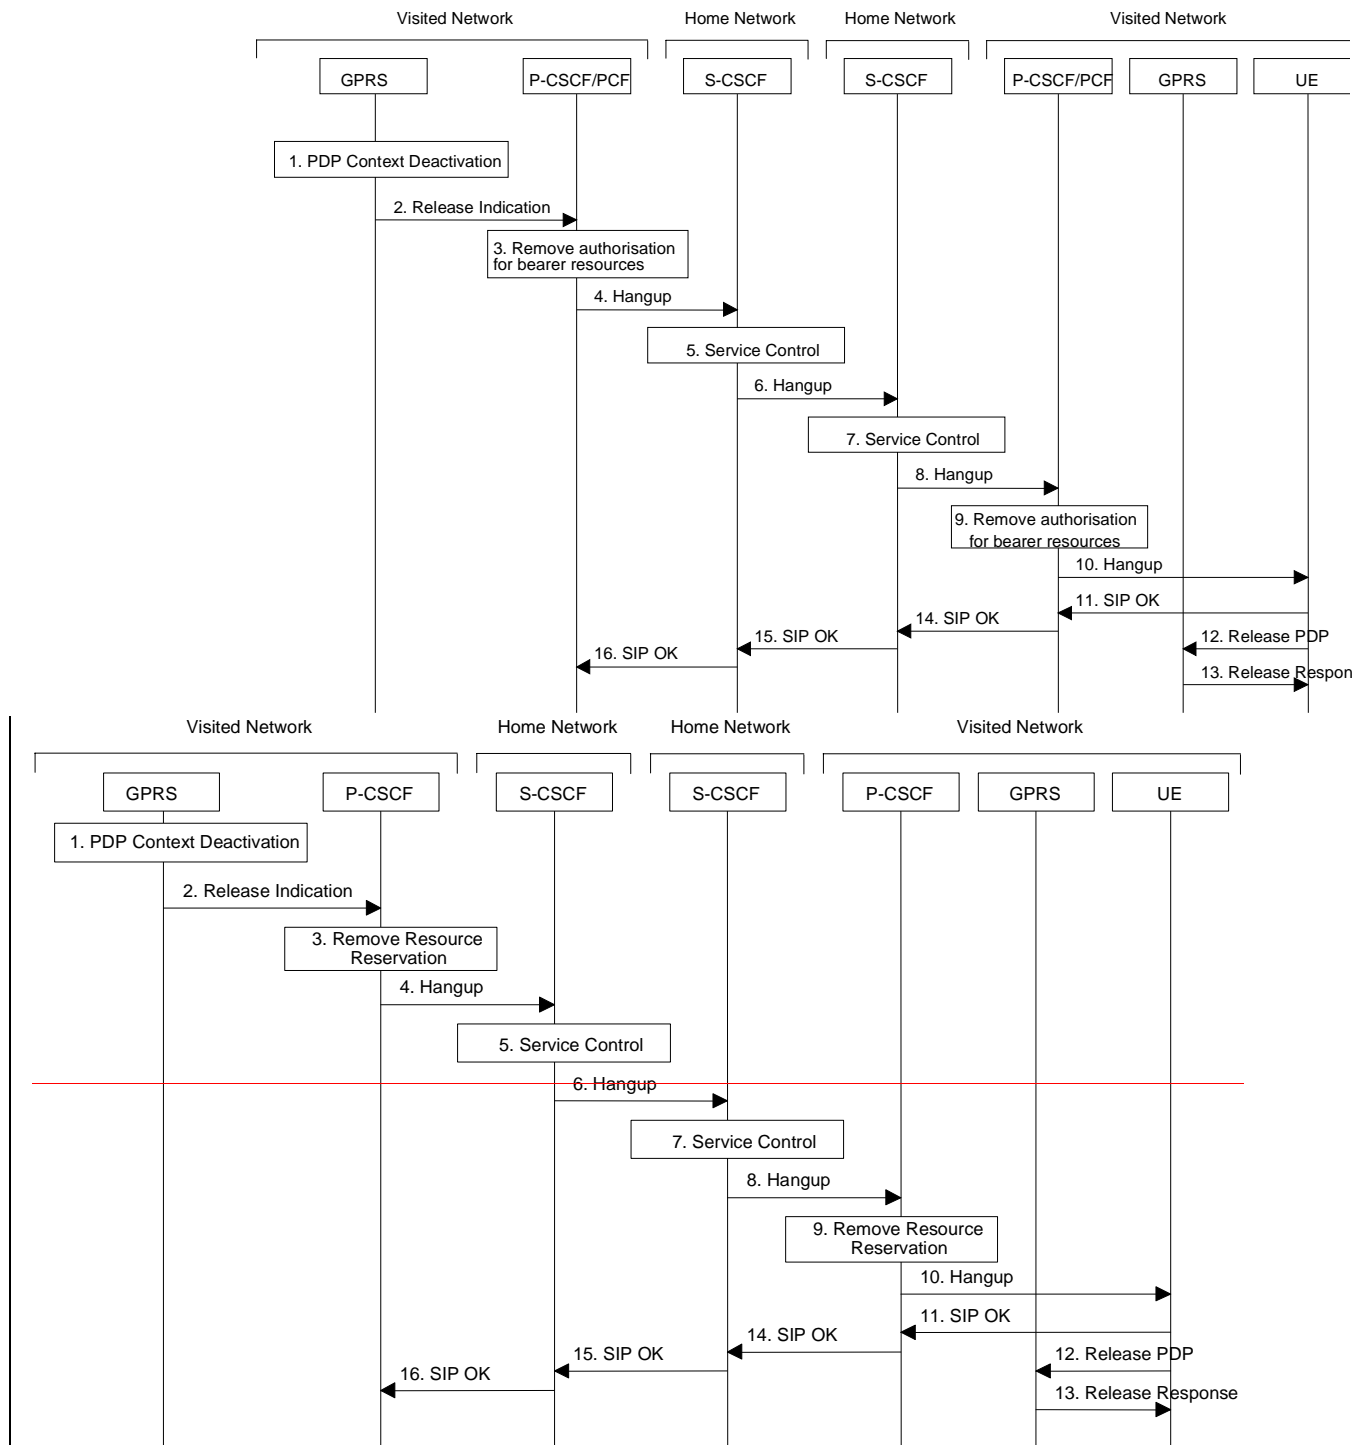 Visited Network
Home Network
Home Network
Visited Network
GPRS
P-CSCF/PCF
S-CSCF
S-CSCF
P-CSCF/PCF
GPRS
UE
1. PDP Context Deactivation
2. Release Indication
3. Remove authorisation
for bearer resources
4. Hangup
5. Service Control
6. Hangup
7. Service Control
8. Hangup
9. Remove authorisation
for bearer resources
10. Hangup
11. SIP OK
14. SIP OK
15. SIP OK
12. Release PDP
16. SIP OK
13. Release Respon
Visited Network
Home Network
Home Network
Visited Network
GPRS
P-CSCF
S-CSCF
S-CSCF
P-CSCF
GPRS
UE
1. PDP Context Deactivation
2. Release Indication
3. Remove Resource
Reservation
4. Hangup
5. Service Control
6. Hangup
7. Service Control
8. Hangup
9. Remove Resource
Reservation
10. Hangup
11. SIP OK
14. SIP OK
15. SIP OK
12. Release PDP
16. SIP OK
13. Release Response